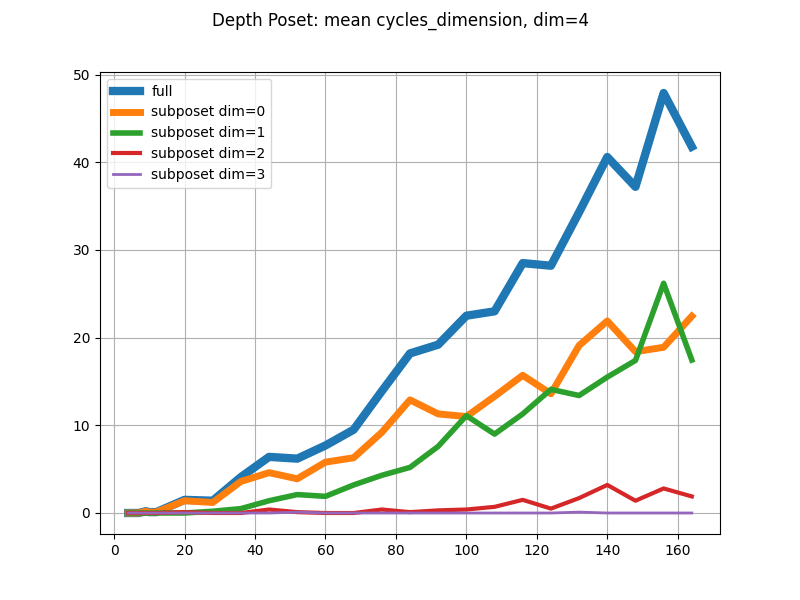 Depth Poset: mean cycles_dimension, dim=4
50
40
30
20
10
0
full
subposet dim=0
subposet dim=1
subposet dim=2
subposet dim=3
0 20 40 60 80 100 120 140 160